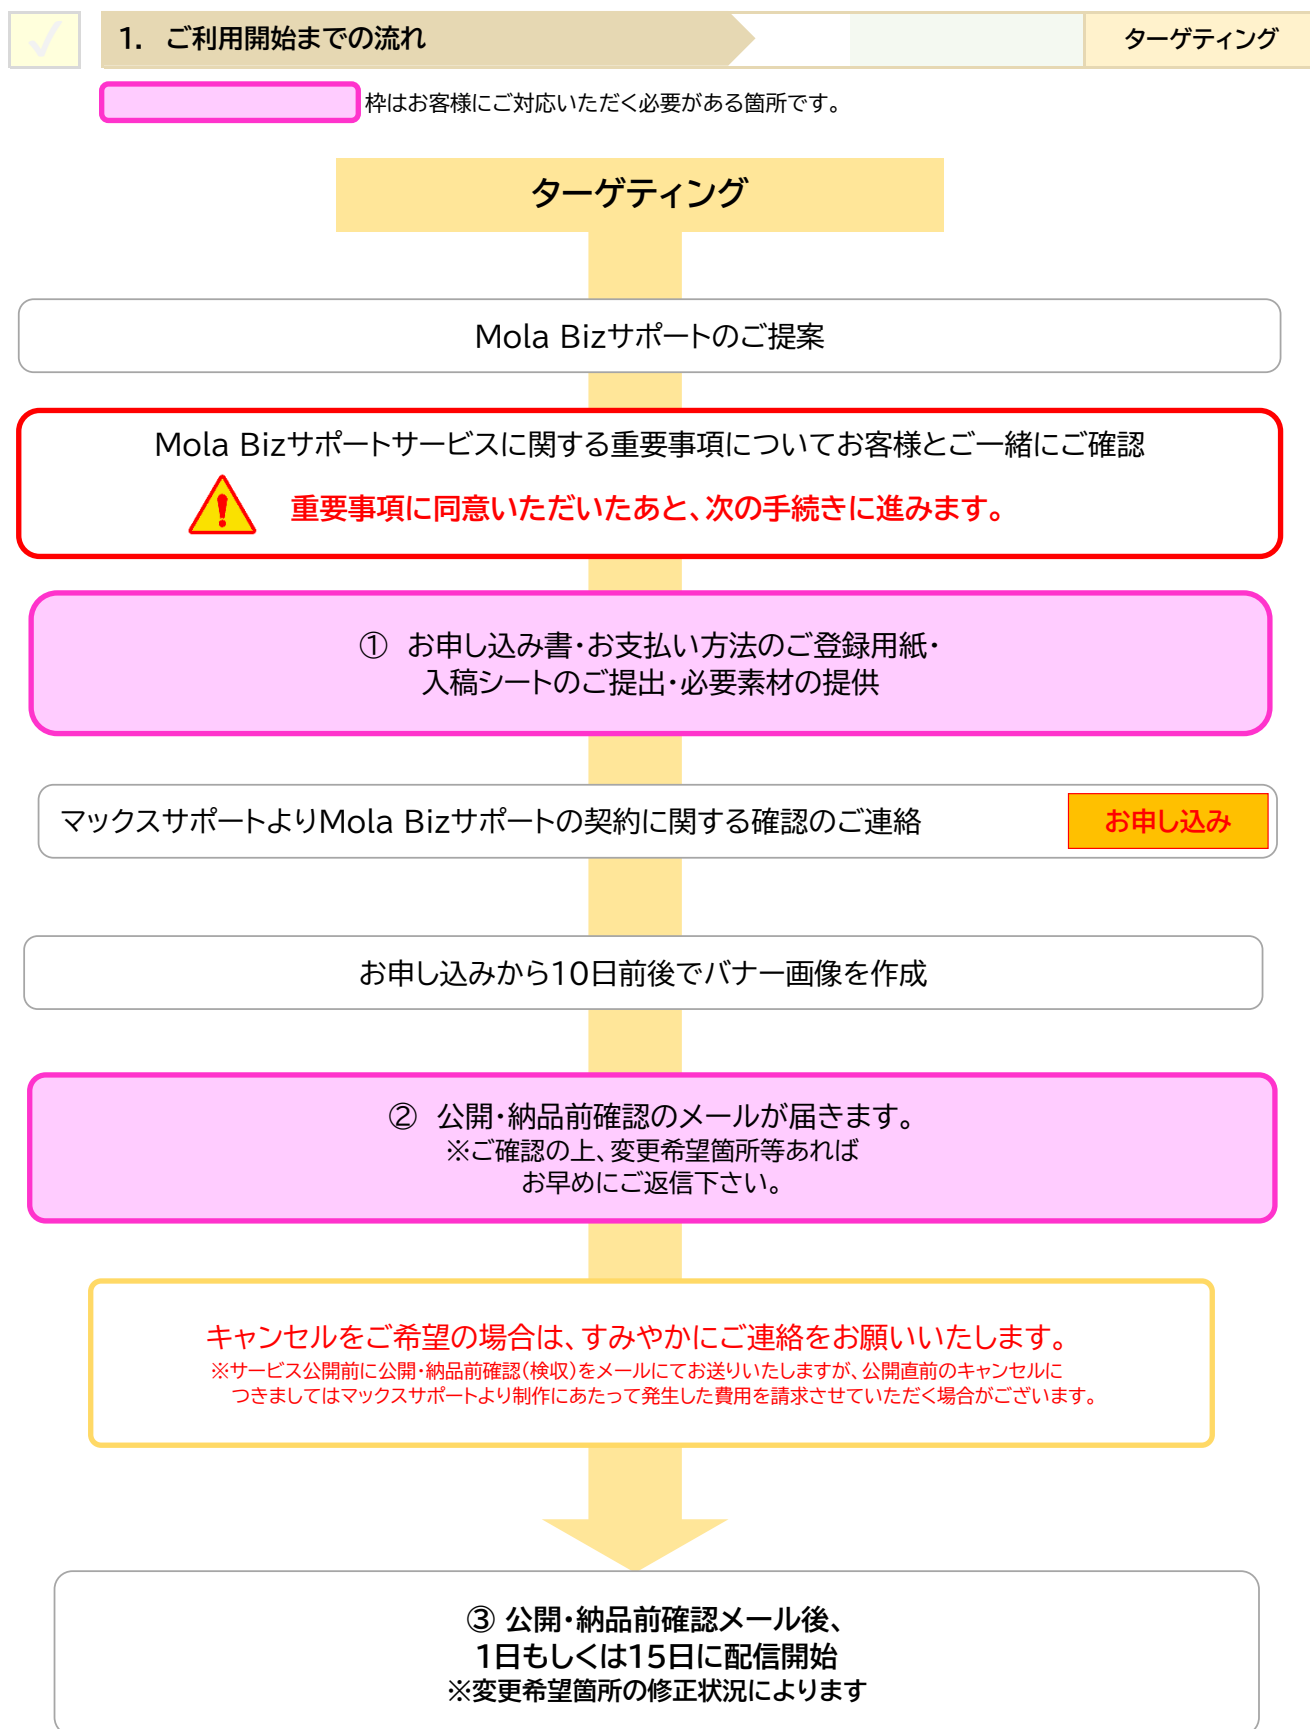 1. ご利用開始までの流れ
ターゲティング
枠はお客様にご対応いただく必要がある箇所です。
ターゲティング
Mola Bizサポートのご提案
Mola Bizサポートサービスに関する重要事項についてお客様とご一緒にご確認
重要事項に同意いただいたあと、次の手続きに進みます。
① お申し込み書・お支払い方法のご登録用紙・
入稿シートのご提出・必要素材の提供
マックスサポートよりMola Bizサポートの契約に関する確認のご連絡
お申し込み
お申し込みから10日前後でバナー画像を作成
② 公開・納品前確認のメールが届きます。
※ご確認の上、変更希望箇所等あれば
お早めにご返信下さい。
キャンセルをご希望の場合は、すみやかにご連絡をお願いいたします。
※サービス公開前に公開・納品前確認(検収)をメールにてお送りいたしますが、公開直前のキャンセルに
つきましてはマックスサポートより制作にあたって発生した費用を請求させていただく場合がございます。
③ 公開・納品前確認メール後、
1日もしくは15日に配信開始
※変更希望箇所の修正状況によります